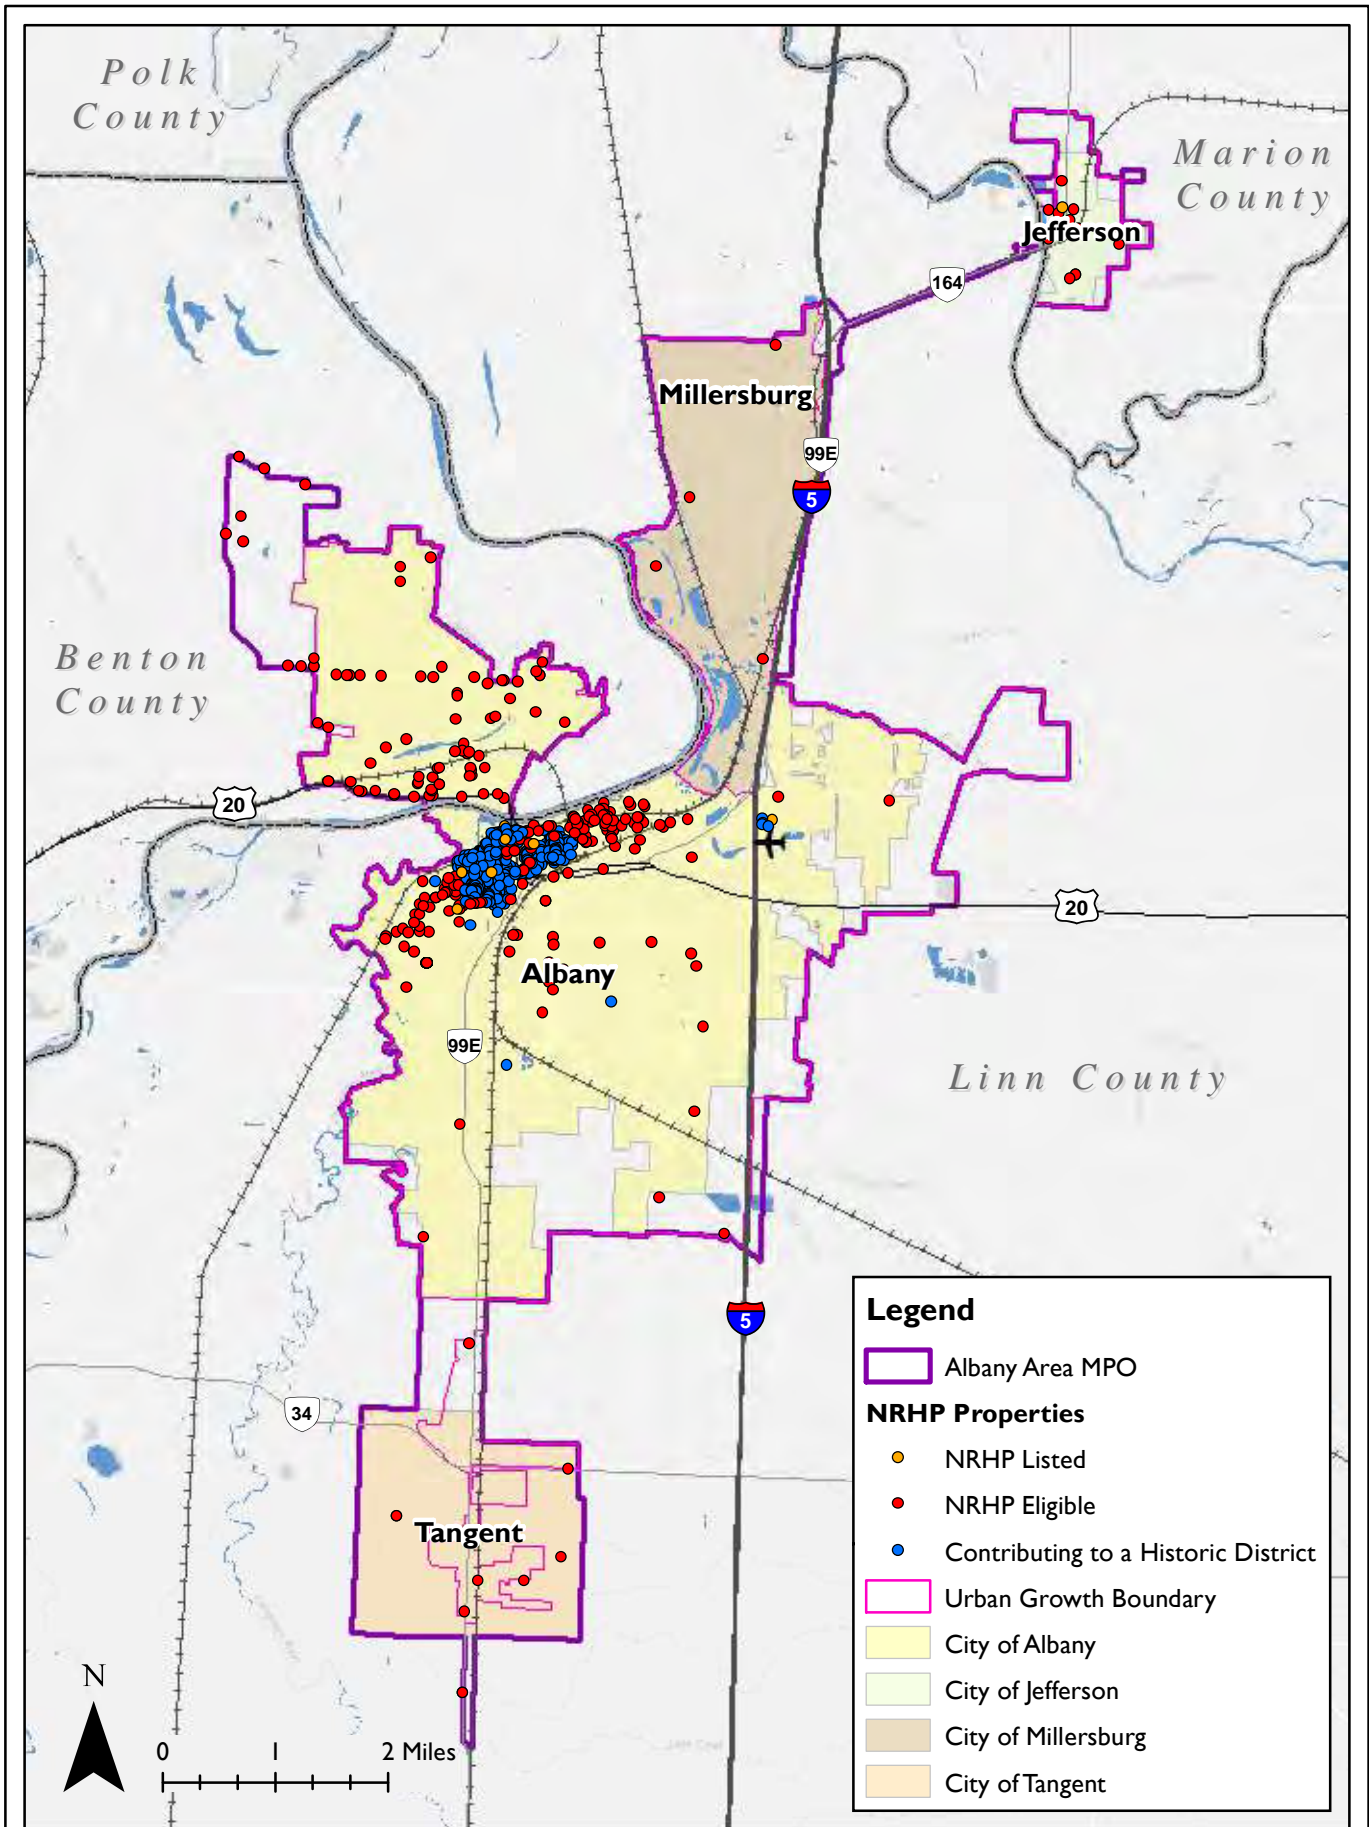 Polk
County
Marion
County
Jefferson
164
Millersburg
99E
5
Benton
County
20
20
Albany
99E
Linn County
5
34
Tangent
N
0 1 2 Miles
Legend
Albany Area MPO
NRHP Properties
NRHP Listed
NRHP Eligible
Contributing to a Historic District
Urban Growth Boundary
City of Albany
City of Jefferson
City of Millersburg
City of Tangent